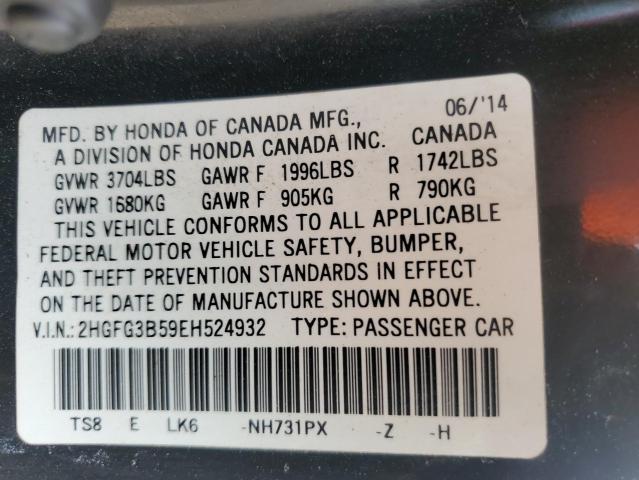 06/'14
MFD. BY HONDA OF CANADA MFG.,
A DIVISION OF HONDA CANADA INC. CANADA
GVWR 3704LBS GAWR F 1996LBS R 1742LBS
GVWR 1680KG GAWR F 905KG R 790KG
THIS VEHICLE CONFORMS TO ALL APPLICABLE
FEDERAL MOTOR VEHICLE SAFETY, BUMPER,
AND THEFT PREVENTION STANDARDS IN EFFECT
ON THE DATE OF MANUFACTURE SHOWN ABOVE.
V.I.N.:2HGFG3B59EH524932 TYPE: PASSENGER CAR
TS8 E LK6 -NH731PX -Z -H